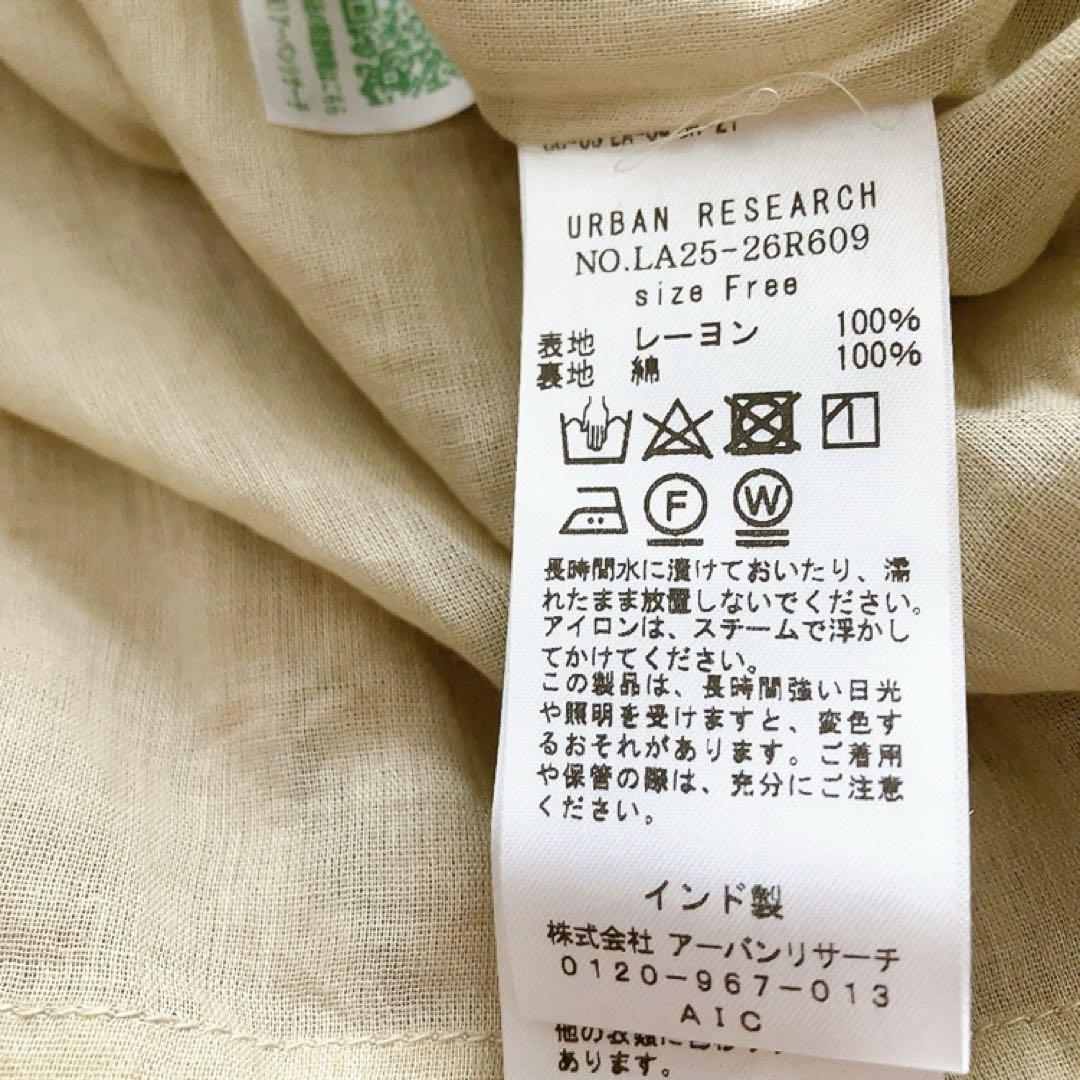 URBAN RESEARCH
NO.LA25-26R609
size Free
表地 レーヨン 100%
裏地 綿 100%
F W
長時間水に漬けておいたり、濡
れたまま放置しないでください。
アイロンは、スチームで浮かし
てかけてください。
この製品は、長時間強い日光
や照明を受けますと、変色す
るおそれがあります。ご着用
や保管の際は、充分にご注意
ください。
インド製
株式会社 アーバンリサーチ
0120-967-013
AIC
他の衣類に
あります。